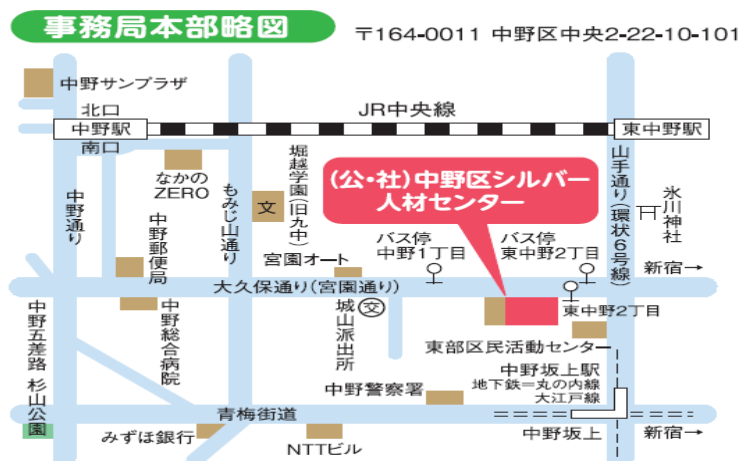 事務局本部略図
〒164-0011 中野区中央2-22-10-101
中野サンプラザ
北口
JR中央線
中野駅
東中野駅
南口
なかの
ZERO
堀越学園(旧九中)
(公・社)中野区シルバー
人材センター
山手通り(環状6号線)
氷川神社
中野通り
もみじ山通り
文
中野郵便局
バス停
中野1丁目
バス停
東中野2丁目
宮園オート
新宿→
大久保通り(宮園通り)
交
東中野2丁目
中野五差路
杉山公園
中野総合病院
城山派出所
東部区民活動センター
中野坂上駅
地下鉄=丸の内線
大江戸線
中野警察署
青梅街道
みずほ銀行
NTTビル
中野坂上
新宿→